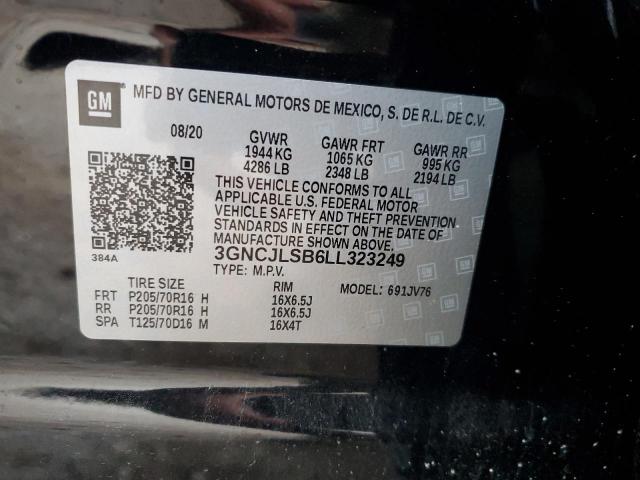 GM
MFD BY GENERAL MOTORS DE MEXICO, S. DE R.L. DE C.V.
08/20 GVWR GAWR FRT GAWR RR
1944 KG 1065 KG 995 KG
4286 LB 2348 LB 2194 LB
THIS VEHICLE CONFORMS TO ALL
APPLICABLE U.S. FEDERAL MOTOR
VEHICLE SAFETY AND THEFT PREVENTION
STANDARDS IN EFFECT ON THE DATE OF
MANUFACTURE SHOWN ABOVE.
384A 3GNCJLSB6LL323249
TYPE: M.P.V.
TIRE SIZE RIM MODEL: 691JV76
FRT P205/70R16 H 16X6.5J
RR P205/70R16 H 16X6.5J
SPA T125/70D16 M 16X4T